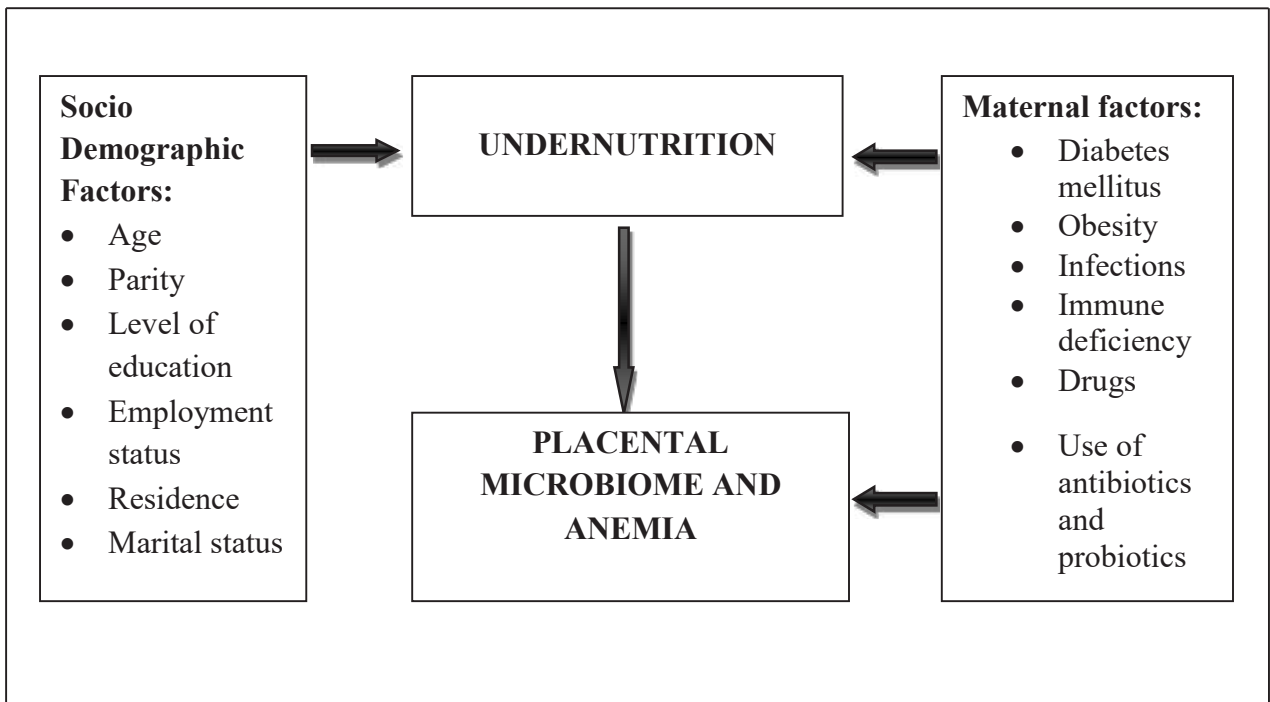 Socio
Demographic
Factors:
• Age
• Parity
• Level of
education
• Employment
status
• Residence
• Marital status
UNDERNUTRITION
PLACENTAL
MICROBIOME AND
ANEMIA
Maternal factors:
• Diabetes
mellitus
• Obesity
• Infections
• Immune
deficiency
• Drugs
• Use of
antibiotics
and
probiotics